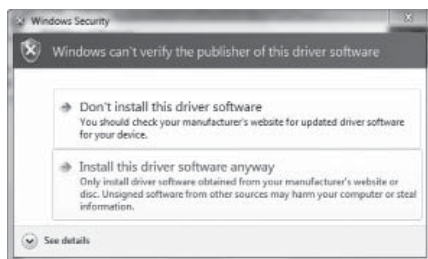 Windows Security
Windows can't verify the publisher of this driver software
Don't install this driver software
You should check your manufacturer's website for updated driver software
for your device.
Install this driver software anyway
Only install driver software obtained from your manufacturer's website or
disc. Unsigned software from other sources may harm your computer or steal
information.
See details